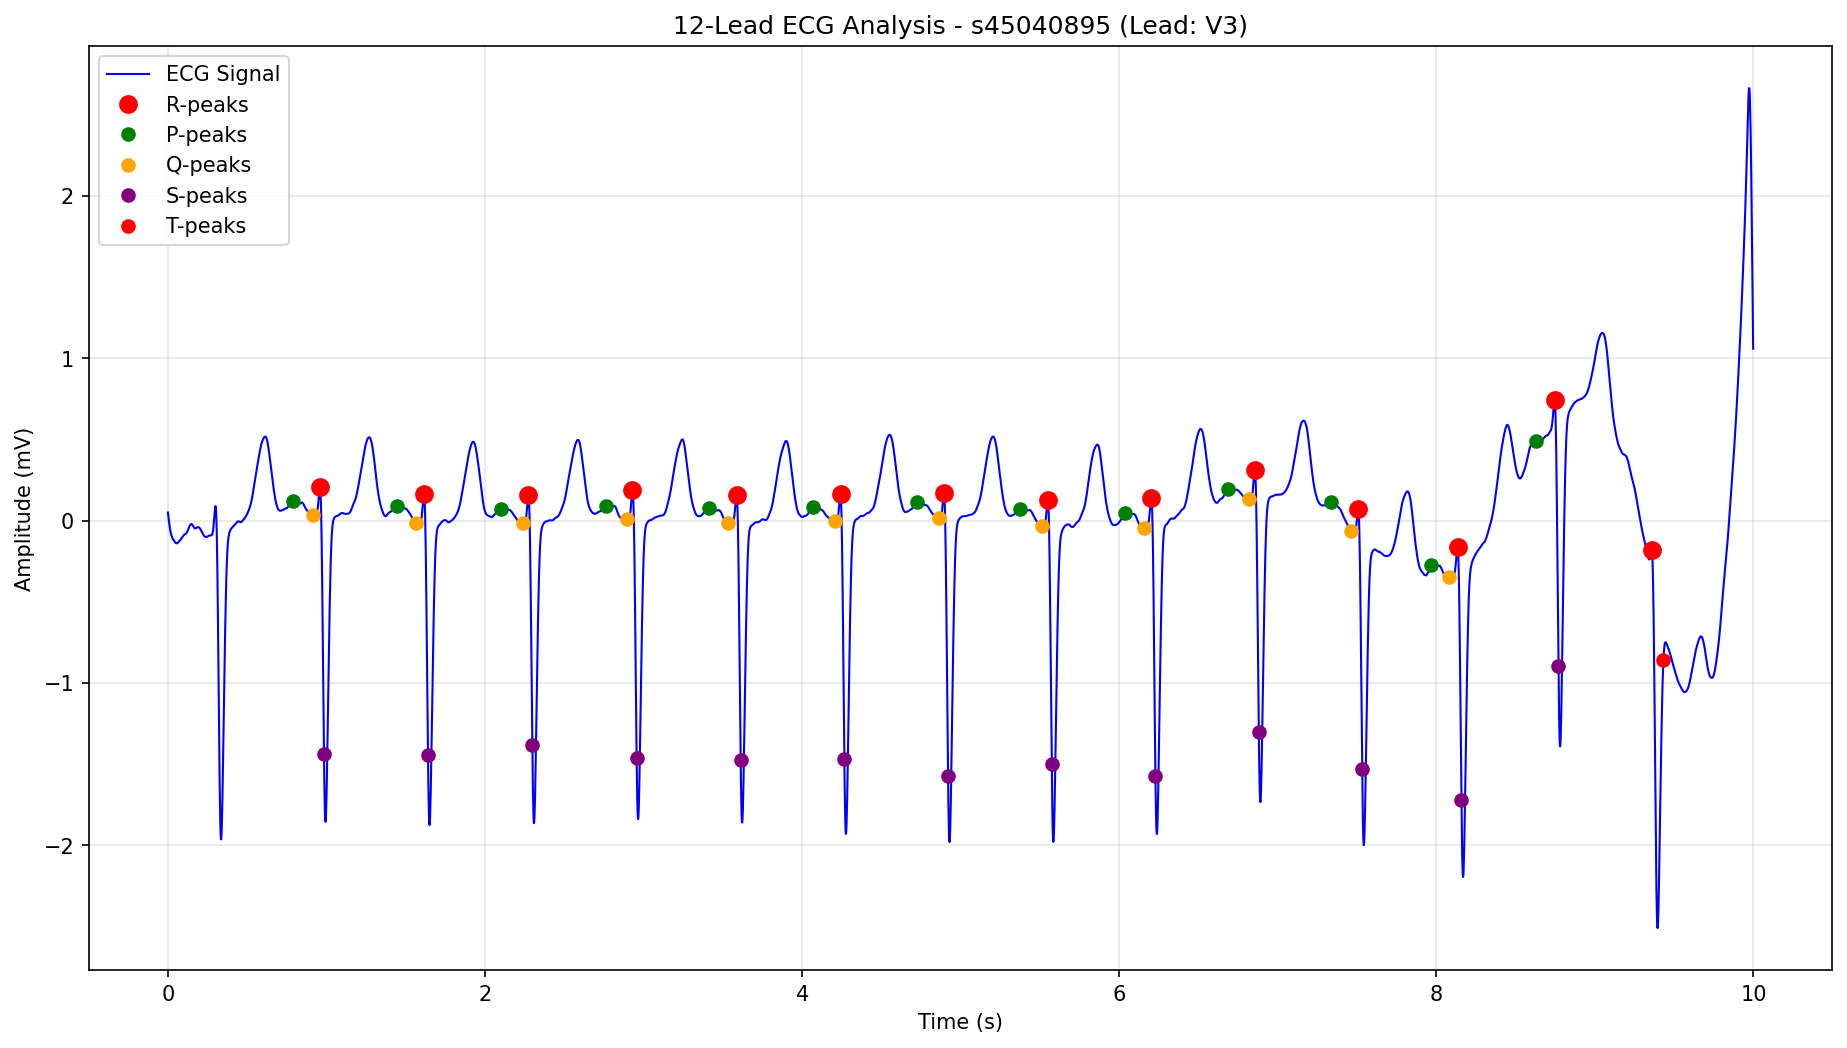 12-Lead ECG Analysis - s45040895 (Lead: V3)
ECG Signal
R-peaks
P-peaks
Q-peaks
S-peaks
T-peaks
Amplitude (mV)
2
1
0
−1
−2
0
2
4
6
8
10
Time (s)